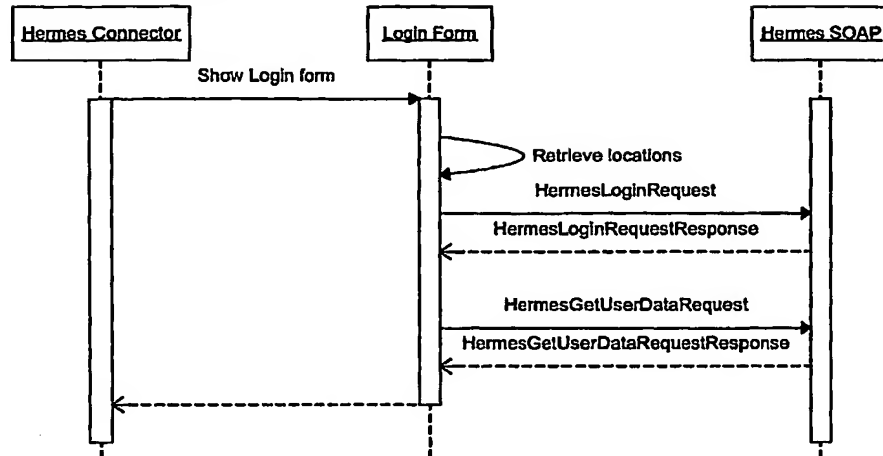 Hermes Connector
Login Form
Hermes SOAP
Show Login form
Retrieve locations
HermesLoginRequest
HermesLoginRequestResponse
HermesGetUserDataRequest
HermesGetUserDataRequestResponse